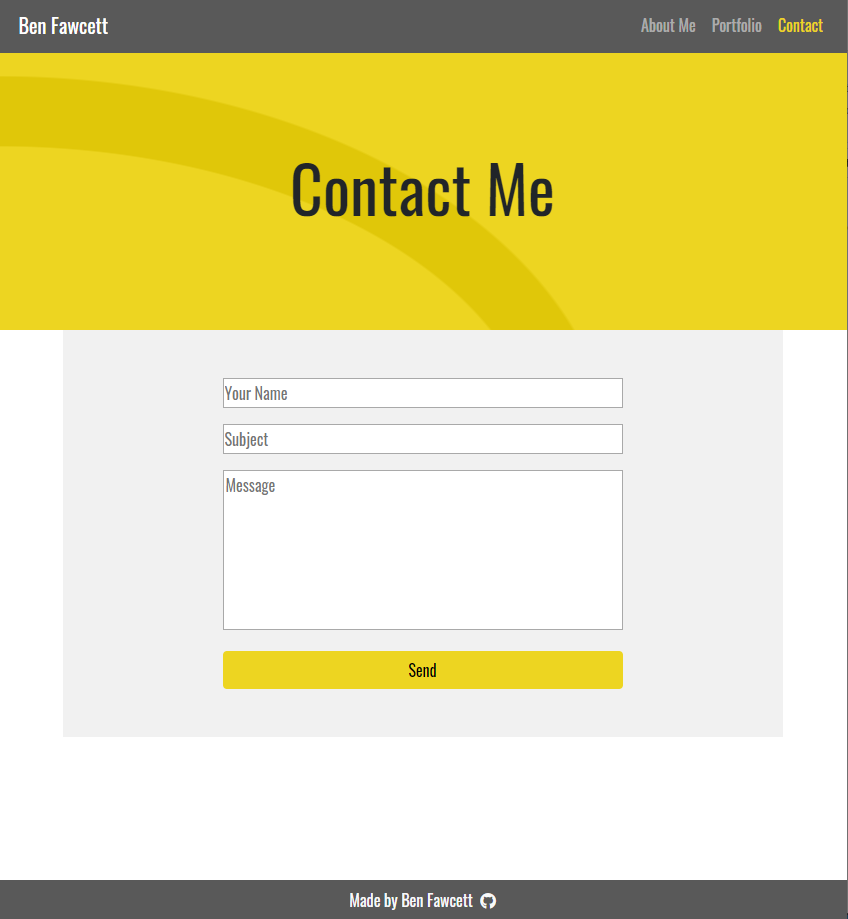 Ben Fawcett
About Me Portfolio Contact
Contact Me
Your Name
Subject
Message
Send
Made by Ben Fawcett